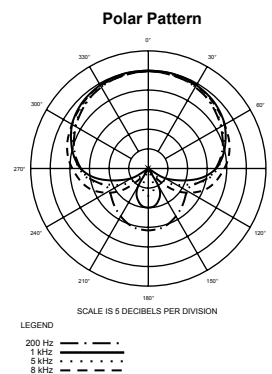 Polar Pattern
0°
330° 30°
300° 60°
270°
240° 120°
210° 150°
180°
SCALE IS 5 DECIBELS PER DIVISION
LEGEND
200 Hz
1 kHz
5 kHz
8 kHz